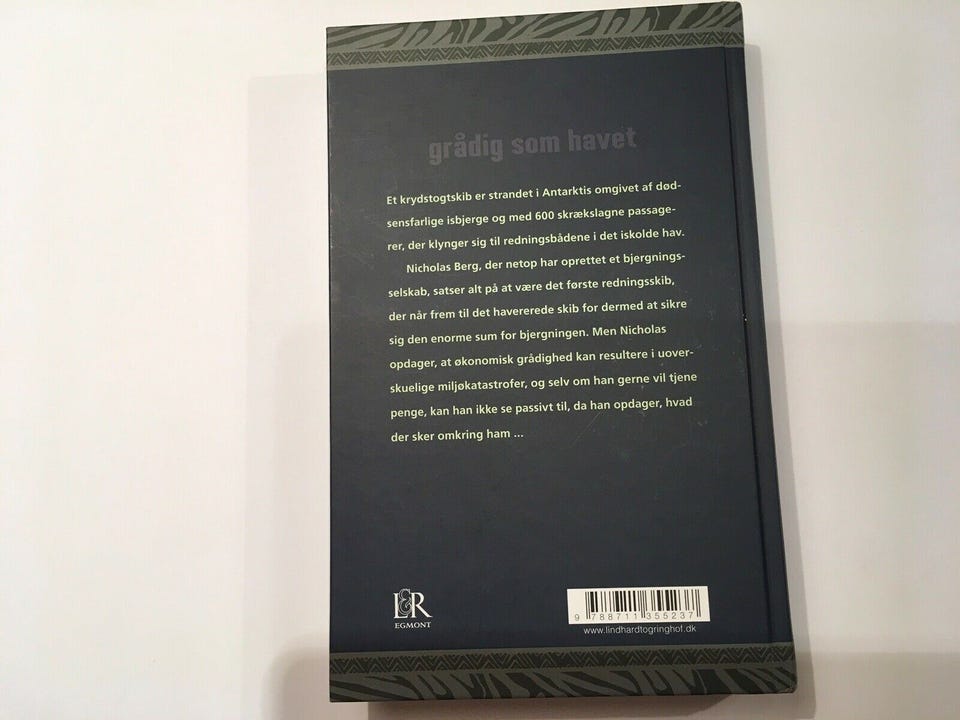 grådig som havet
Et krydstogtskib er strandet i Antarktis omgivet af død-
sensfarlige isbjerge og med 600 skrækslagne passage-
rer, der klynger sig til redningsbådene i det iskolde hav.
Nicholas Berg, der netop har oprettet et bjergnings-
selskab, satser alt på at være det første redningsskib,
der når frem til det havererede skib for dermed at sikre
sig den enorme sum for bjergningen. Men Nicholas
opdager, at økonomisk grådighed kan resultere i uover-
skuelige miljøkatastrofer, og selv om han gerne vil tjene
penge, kan han ikke se passivt til, da han opdager, hvad
der sker omkring ham ...
L&R
EGMONT
9 788711 355237
www.lindhardtogringhof.dk